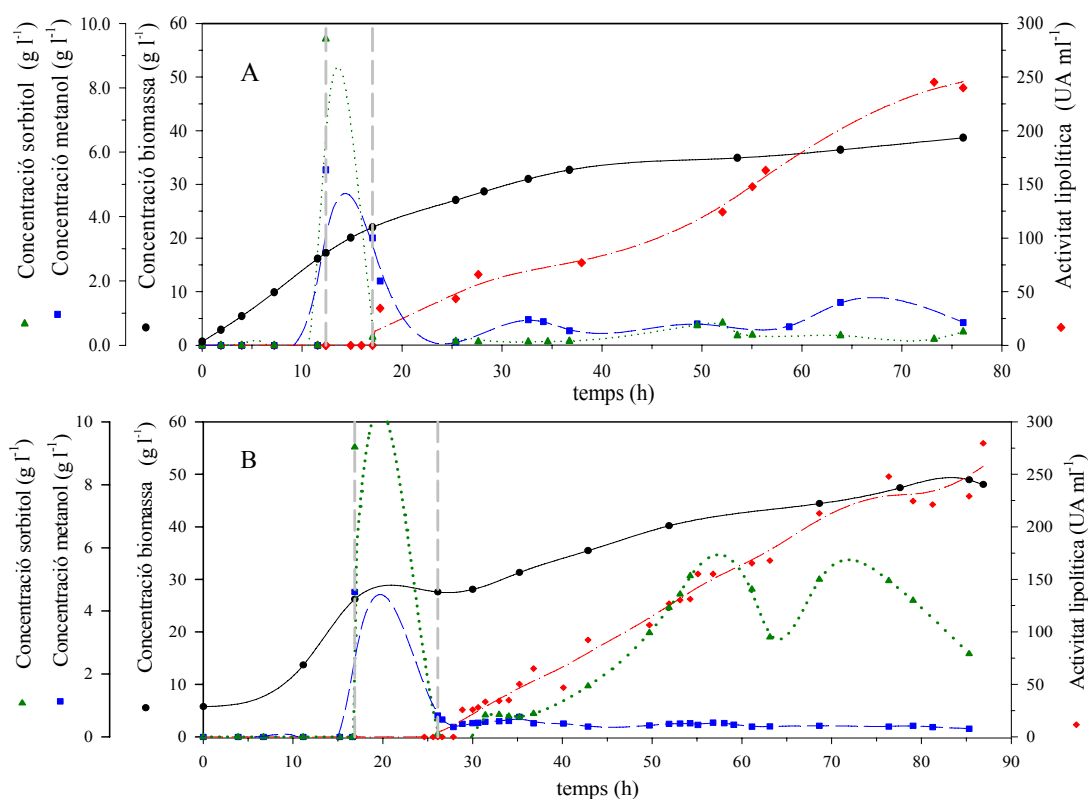 Concentració sorbitol (g l⁻¹)
Concentració metanol (g l⁻¹)
Concentració biomassa (g l⁻¹)
10.0
8.0
6.0
4.0
2.0
0.0
60
50
40
30
20
10
0
A
300
250
200
150
100
50
0
Activitat lipolítica (UA ml⁻¹)
0 10 20 30 40 50 60 70 80
temps (h)
Concentració sorbitol (g l⁻¹)
Concentració metanol (g l⁻¹)
Concentració biomassa (g l⁻¹)
10
8
6
4
2
0
60
50
40
30
20
10
0
B
300
250
200
150
100
50
0
Activitat lipolítica (UA ml⁻¹)
0 10 20 30 40 50 60 70 80 90
temps (h)